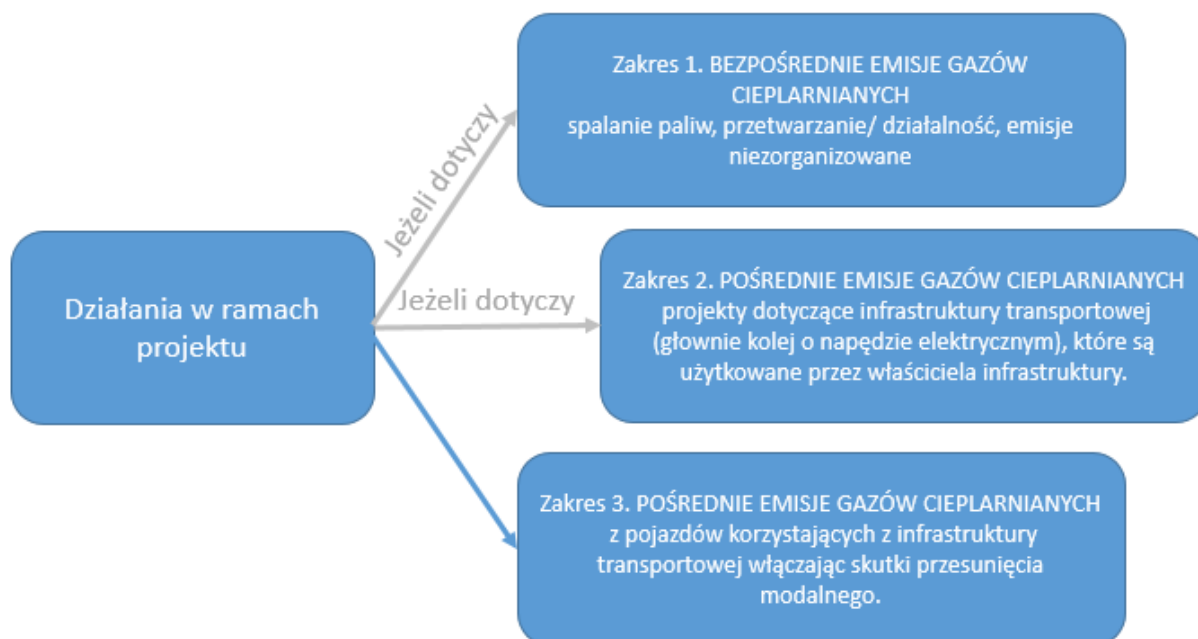 Zakres 1. BEZPOŚREDNIE EMISJE GAZÓW
CIEPLARNIANYCH
spalanie paliw, przetwarzanie/ działalność, emisje
niezorganizowane
Jeżeli dotyczy
Działania w ramach
projektu
Jeżeli dotyczy
Zakres 2. POŚREDNIE EMISJE GAZÓW CIEPLARNIANYCH
projekty dotyczące infrastruktury transportowej
(głownie kolej o napędzie elektrycznym), które są
użytkowane przez właściciela infrastruktury.
Zakres 3. POŚREDNIE EMISJE GAZÓW CIEPLARNIANYCH
z pojazdów korzystających z infrastruktury
transportowej włączając skutki przesunięcia
modalnego.